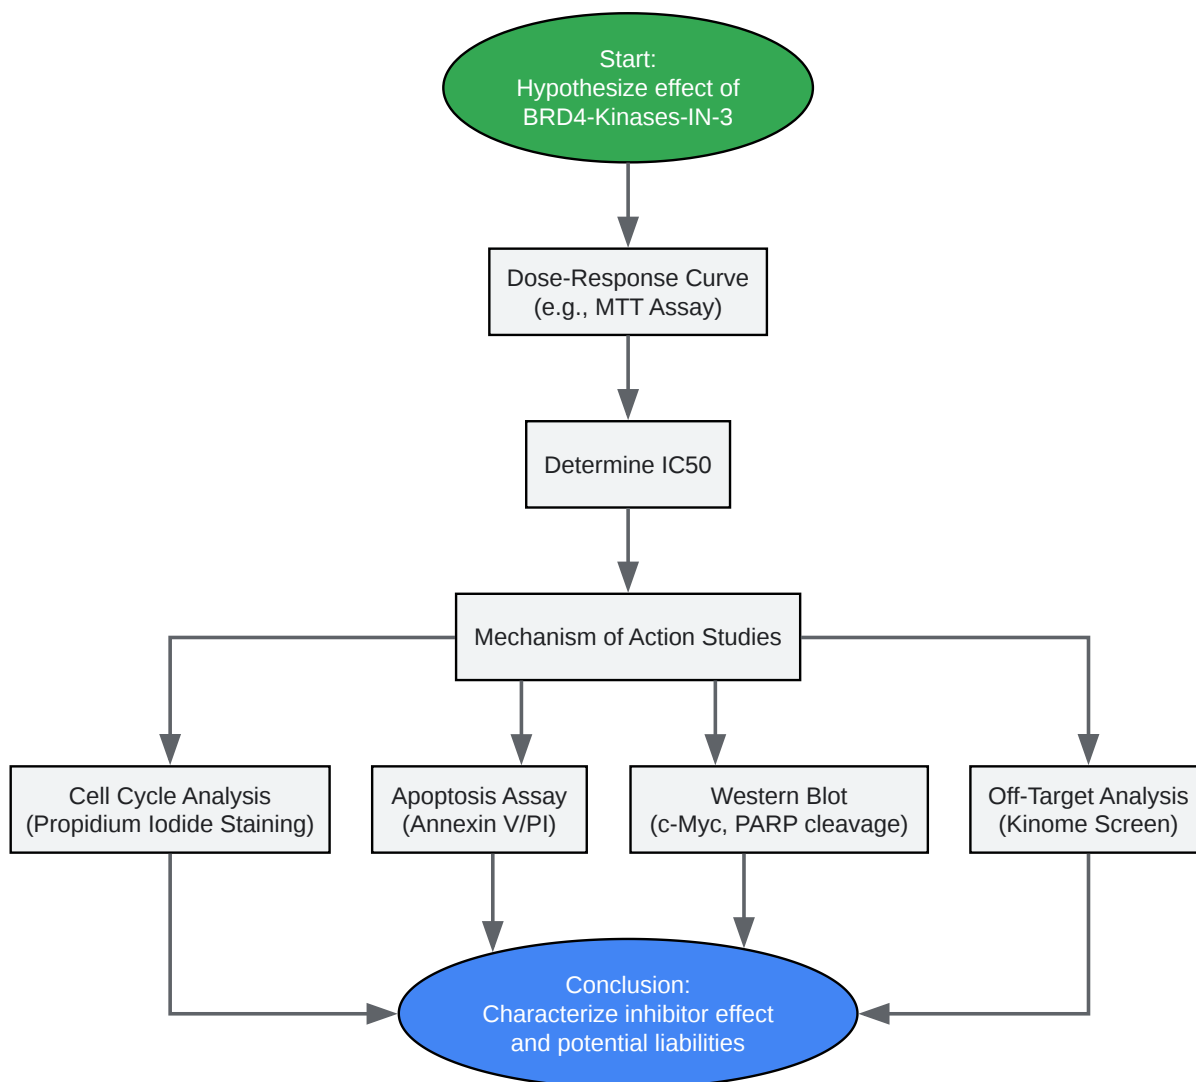 Start:
Hypothesize effect of
BRD4-Kinases-IN-3
Dose-Response Curve
(e.g., MTT Assay)
Determine IC50
Mechanism of Action Studies
Cell Cycle Analysis
(Propidium Iodide Staining)
Apoptosis Assay
(Annexin V/PI)
Western Blot
(c-Myc, PARP cleavage)
Off-Target Analysis
(Kinome Screen)
Conclusion:
Characterize inhibitor effect
and potential liabilities